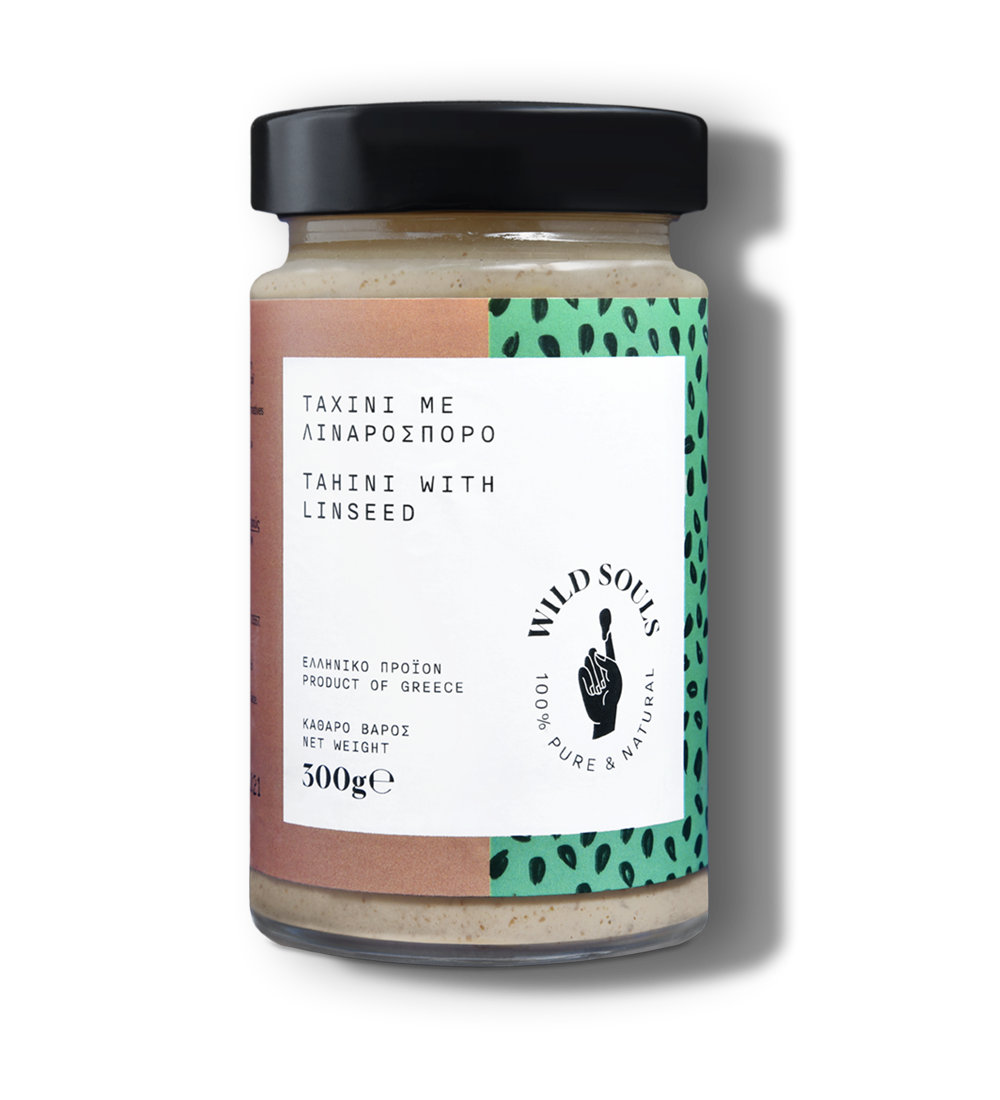 ΤΑΧΙΝΙ ΜΕ
ΛΙΝΑΡΟΣΠΟΡΟ
TAHINI WITH
LINSEED
WILD SOULS
100% PURE & NATURAL
ΕΛΛΗΝΙΚΟ ΠΡΟΪΟΝ
PRODUCT OF GREECE
ΚΑΘΑΡΟ ΒΑΡΟΣ
NET WEIGHT
300g℮